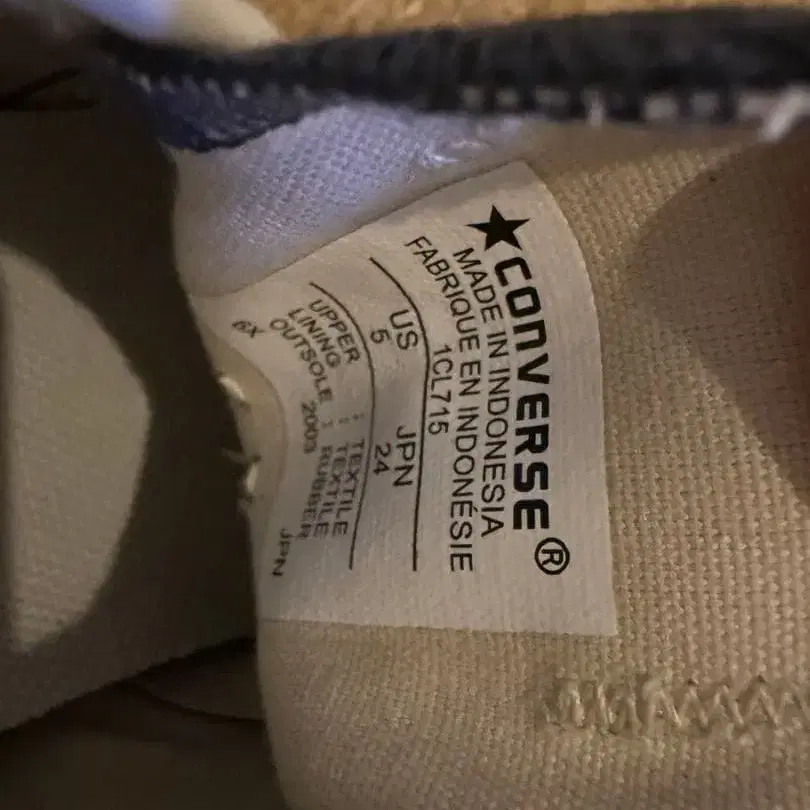 CONVERSE®
MADE IN INDONESIA
FABRIQUE EN INDONÉSIE
1CL715
US JPN
5 24
UPPER : TEXTILE
LINING : TEXTILE
OUTSOLE : RUBBER
6X 2003 JPN